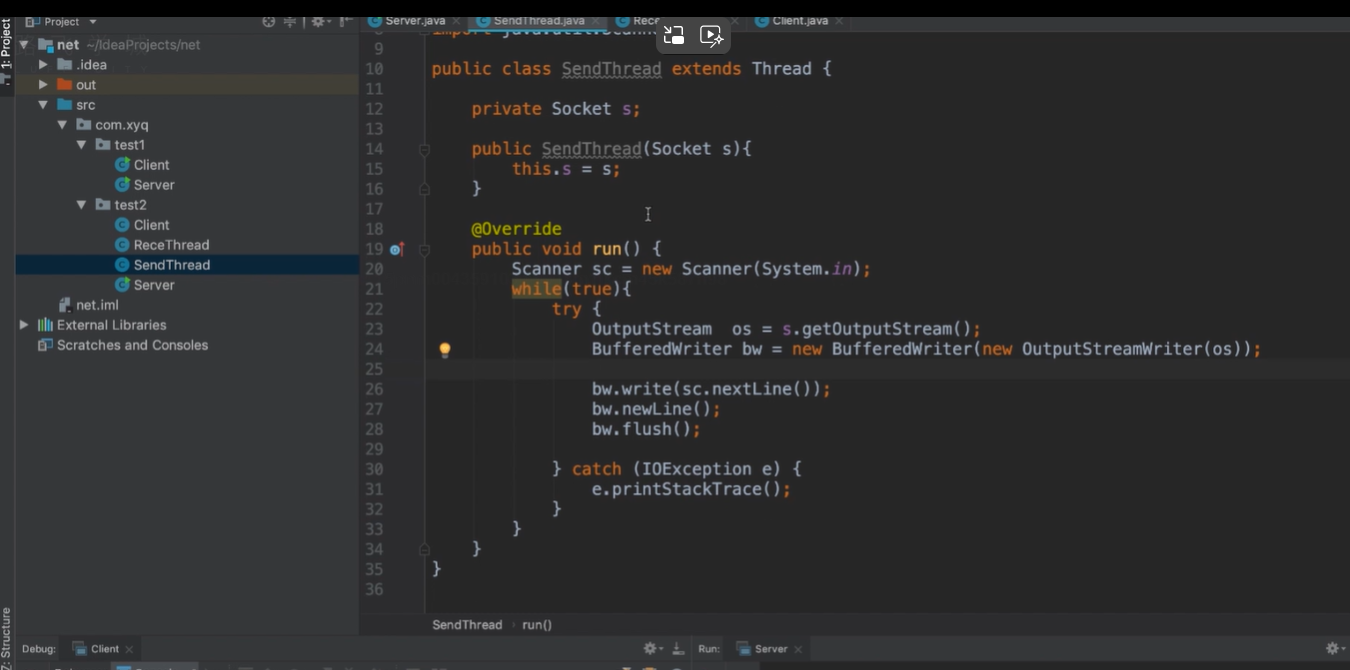 Project
Server.java
SendThread.java
Rece
Client.java
1: Project
net ~/IdeaProjects/net
.idea
out
src
com.xyq
test1
Client
Server
test2
Client
ReceThread
SendThread
Server
net.iml
External Libraries
Scratches and Consoles
9
10 public class SendThread extends Thread {
11
12 private Socket s;
13
14 public SendThread(Socket s){
15 this.s = s;
16 }
17
18 @Override
19 public void run() {
20 Scanner sc = new Scanner(System.in);
21 while(true){
22 try {
23 OutputStream  os = s.getOutputStream();
24 BufferedWriter bw = new BufferedWriter(new OutputStreamWriter(os));
25
26 bw.write(sc.nextLine());
27 bw.newLine();
28 bw.flush();
29
30 } catch (IOException e) {
31 e.printStackTrace();
32 }
33 }
34 }
35 }
36
SendThread › run()
Z: Structure
Debug: Client
Run: Server